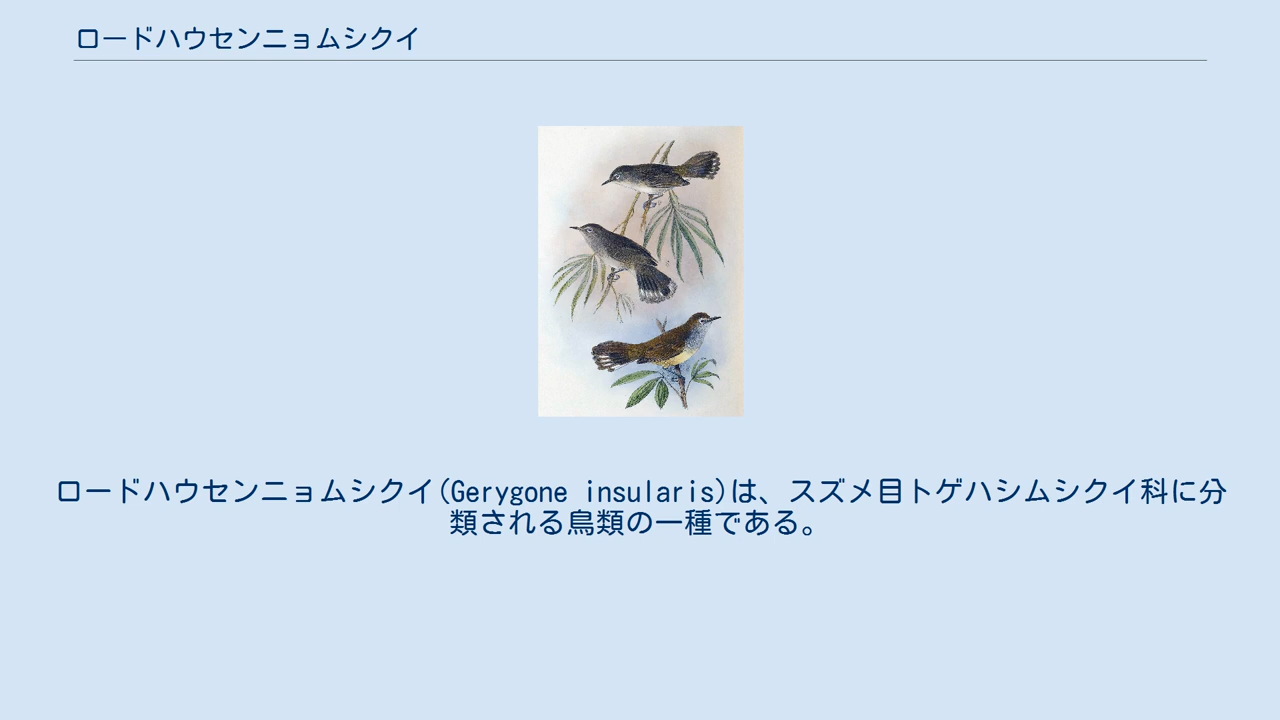 ロードハウセンニョムシクイ
ロードハウセンニョムシクイ(Gerygone insularis)は、スズメ目トゲハシムシクイ科に分
類される鳥類の一種である。